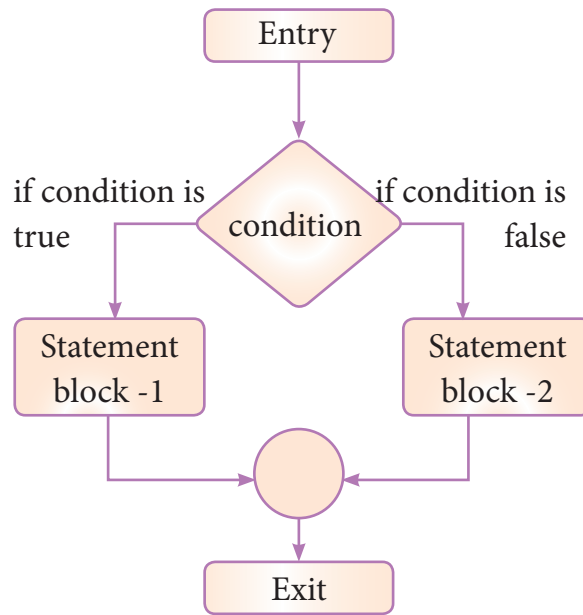 Entry
if condition is
true
condition
if condition is
false
Statement
block -1
Statement
block -2
Exit